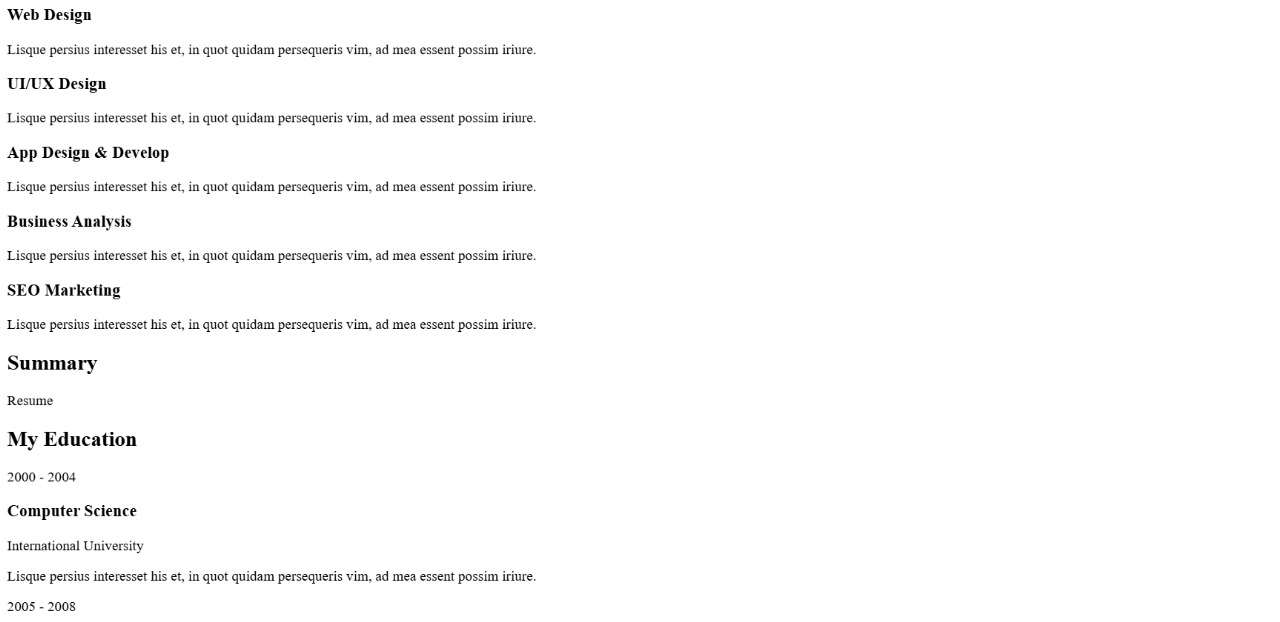 Web Design
Lisque persius interesset his et, in quot quidam persequeris vim, ad mea essent possim iriure.
UI/UX Design
Lisque persius interesset his et, in quot quidam persequeris vim, ad mea essent possim iriure.
App Design & Develop
Lisque persius interesset his et, in quot quidam persequeris vim, ad mea essent possim iriure.
Business Analysis
Lisque persius interesset his et, in quot quidam persequeris vim, ad mea essent possim iriure.
SEO Marketing
Lisque persius interesset his et, in quot quidam persequeris vim, ad mea essent possim iriure.
Summary
Resume
My Education
2000 - 2004
Computer Science
International University
Lisque persius interesset his et, in quot quidam persequeris vim, ad mea essent possim iriure.
2005 - 2008